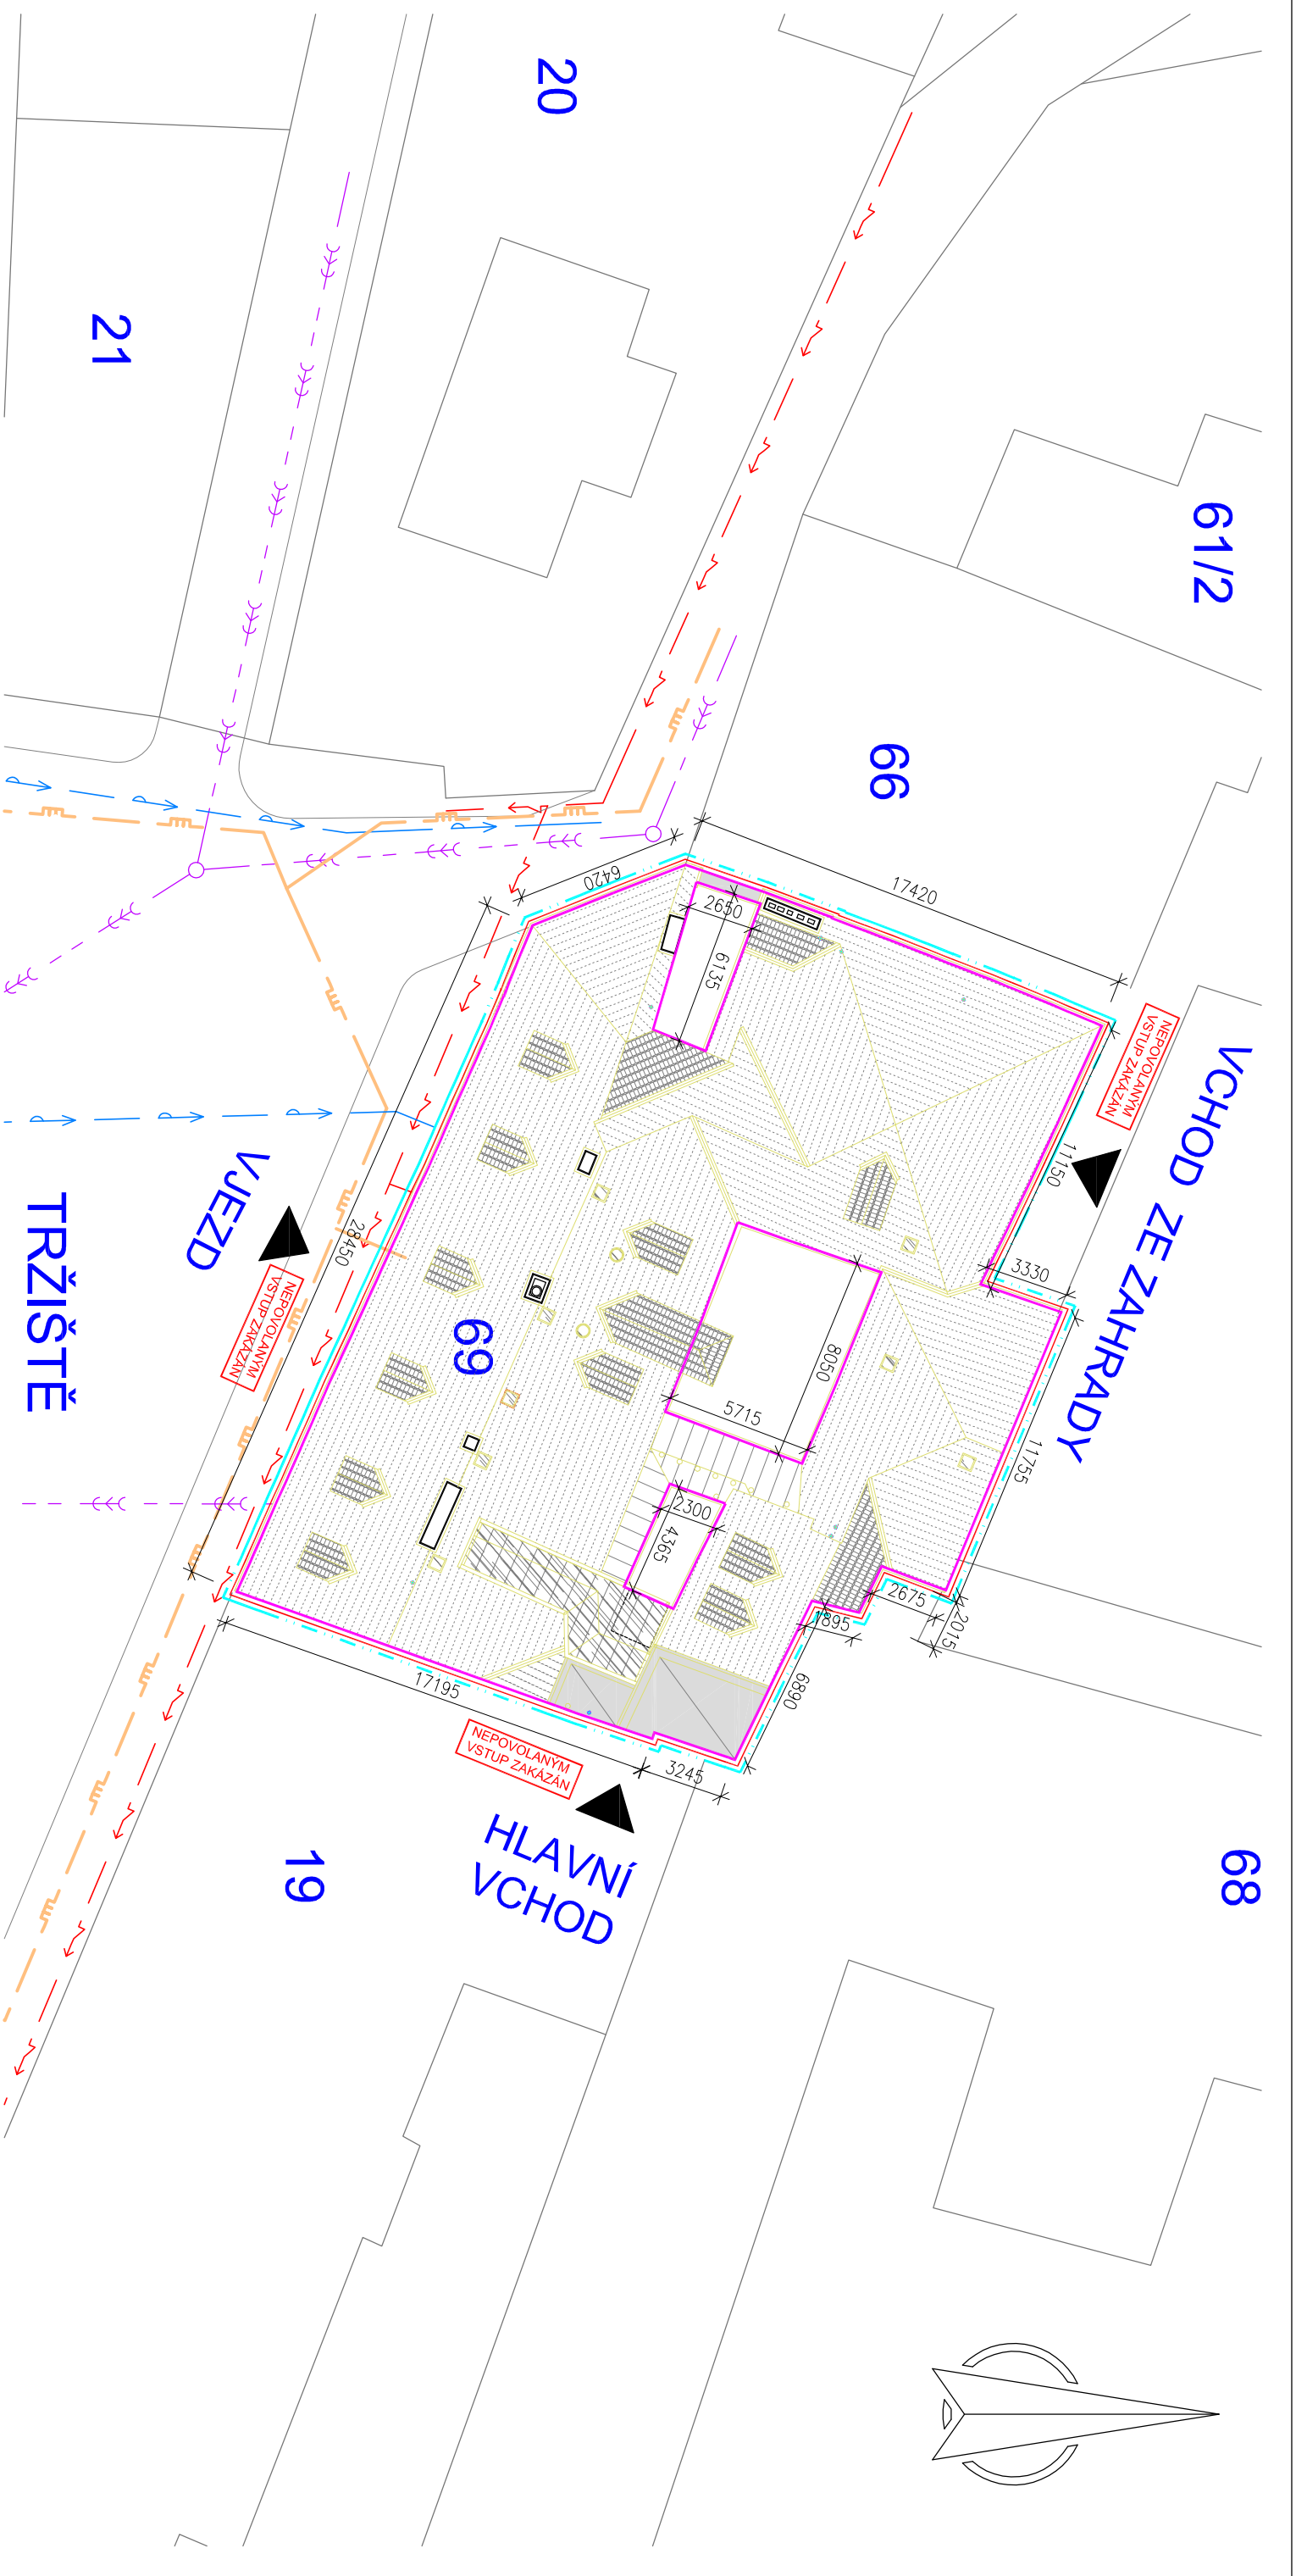 20
21
61/2
66
6420
17420
2650
6135
NEPOVOLANÝM
VSTUP ZAKÁZÁN
VCHOD ZE ZAHRADY
11150
3330
VJEZD
TRŽIŠTĚ
28450
NEPOVOLANÝM
VSTUP ZAKÁZÁN
69
8050
5715
11755
2300
4365
2675
2015
1895
6890
17195
3245
NEPOVOLANÝM
VSTUP ZAKÁZÁN
HLAVNÍ
VCHOD
19
68